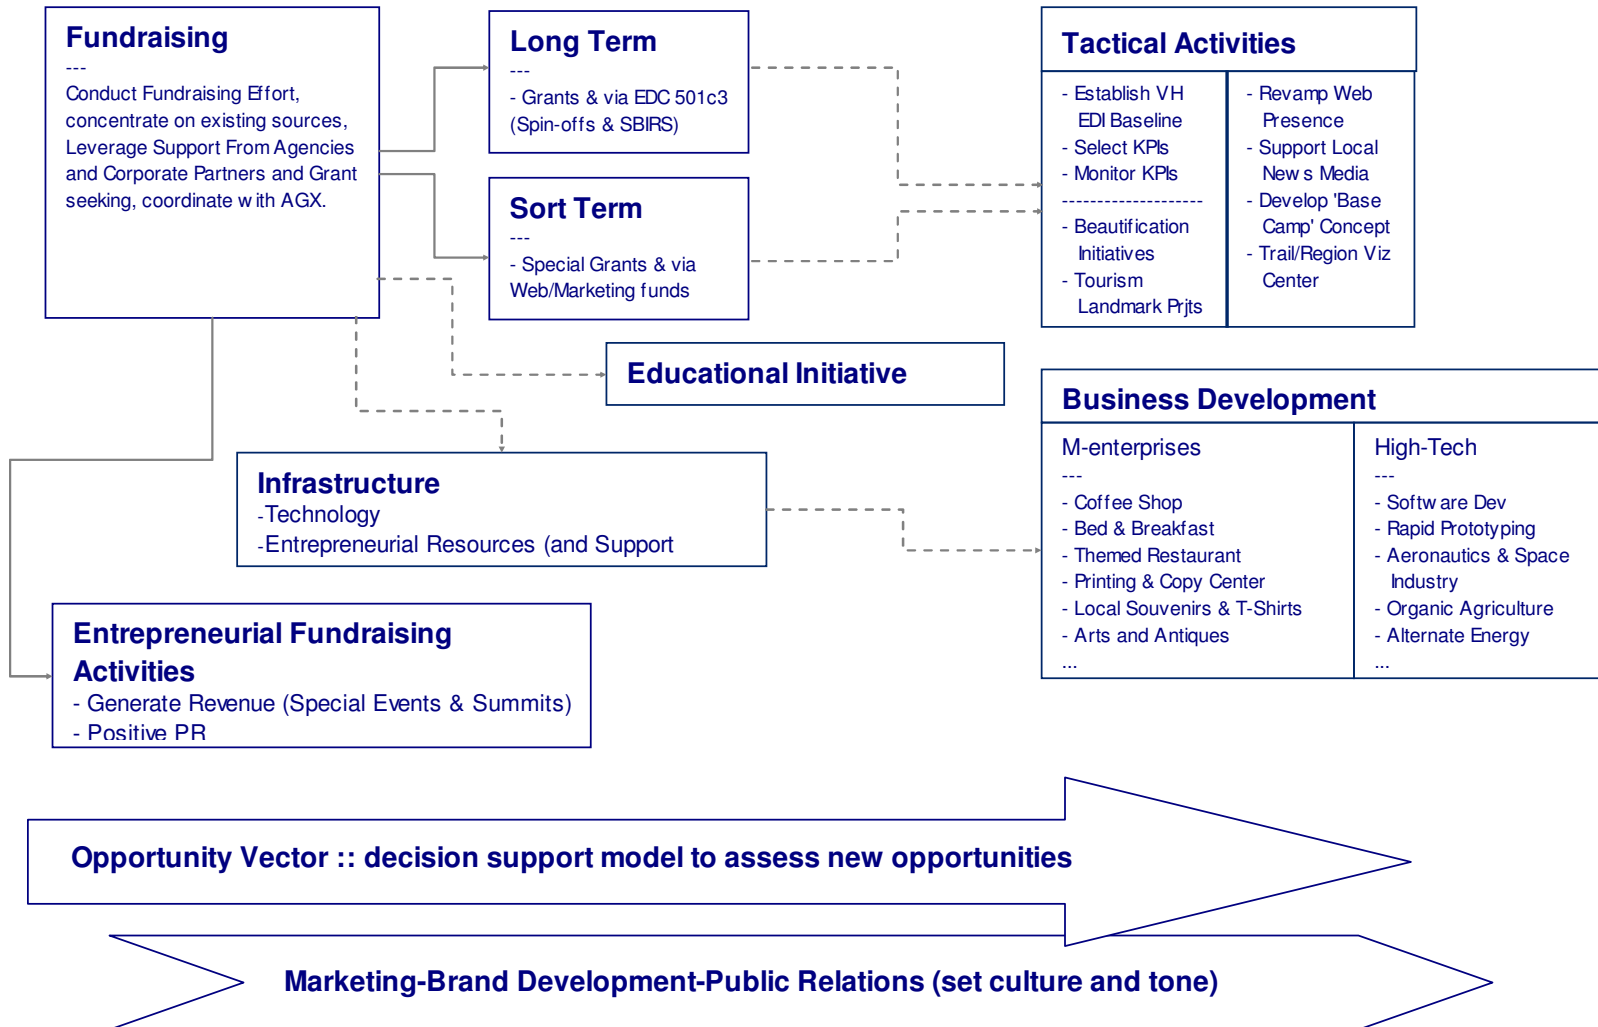 Fundraising
---
Conduct Fundraising Effort,
concentrate on existing sources,
Leverage Support From Agencies
and Corporate Partners and Grant
seeking, coordinate with AGX.
Long Term
---
- Grants & via EDC 501c3
(Spin-offs & SBIRS)
Sort Term
---
- Special Grants & via
Web/Marketing funds
Tactical Activities
- Establish VH
EDI Baseline
- Select KPIs
- Monitor KPIs
---------------------
- Beautification
Initiatives
- Tourism
Landmark Prjts
- Revamp Web
Presence
- Support Local
News Media
- Develop 'Base
Camp' Concept
- Trail/Region Viz
Center
Educational Initiative
Infrastructure
-Technology
-Entrepreneurial Resources (and Support
Business Development
M-enterprises
---
- Coffee Shop
- Bed & Breakfast
- Themed Restaurant
- Printing & Copy Center
- Local Souvenirs & T-Shirts
- Arts and Antiques
...
High-Tech
---
- Software Dev
- Rapid Prototyping
- Aeronautics & Space
Industry
- Organic Agriculture
- Alternate Energy
...
Entrepreneurial Fundraising
Activities
- Generate Revenue (Special Events & Summits)
- Positive PR
Opportunity Vector :: decision support model to assess new opportunities
Marketing-Brand Development-Public Relations (set culture and tone)